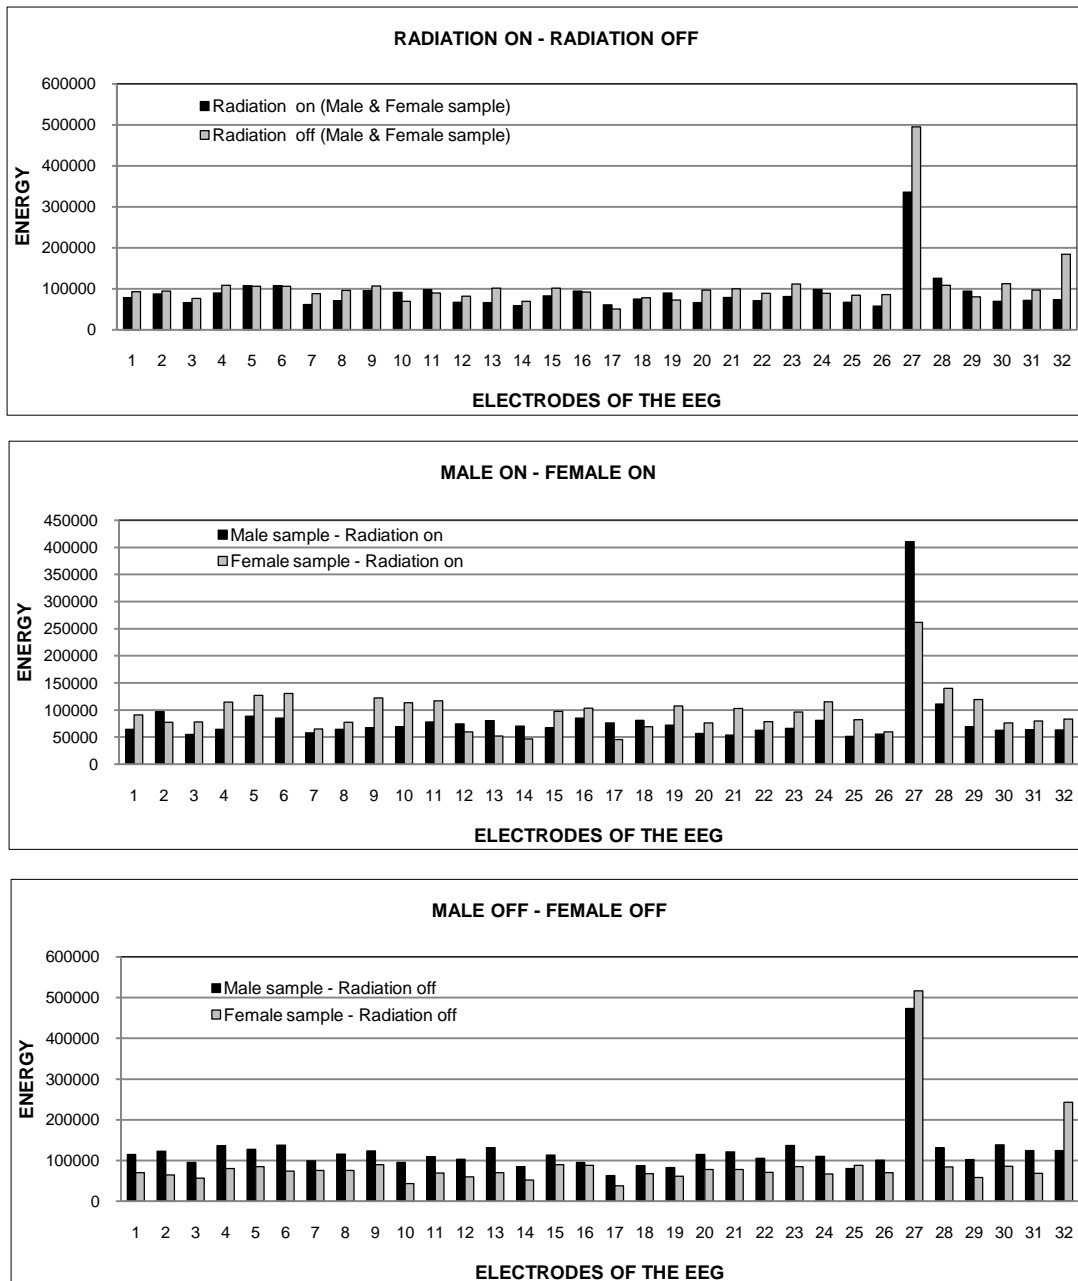 RADIATION ON - RADIATION OFF
600000
Radiation on (Male & Female sample)
500000
Radiation off (Male & Female sample)
400000
300000
200000
100000
0
ENERGY
1 2 3 4 5 6 7 8 9 10 11 12 13 14 15 16 17 18 19 20 21 22 23 24 25 26 27 28 29 30 31 32
ELECTRODES OF THE EEG
MALE ON - FEMALE ON
450000
Male sample - Radiation on
400000
Female sample - Radiation on
350000
300000
250000
200000
150000
100000
50000
0
ENERGY
1 2 3 4 5 6 7 8 9 10 11 12 13 14 15 16 17 18 19 20 21 22 23 24 25 26 27 28 29 30 31 32
ELECTRODES OF THE EEG
MALE OFF - FEMALE OFF
600000
Male sample - Radiation off
500000
Female sample - Radiation off
400000
300000
200000
100000
0
ENERGY
1 2 3 4 5 6 7 8 9 10 11 12 13 14 15 16 17 18 19 20 21 22 23 24 25 26 27 28 29 30 31 32
ELECTRODES OF THE EEG